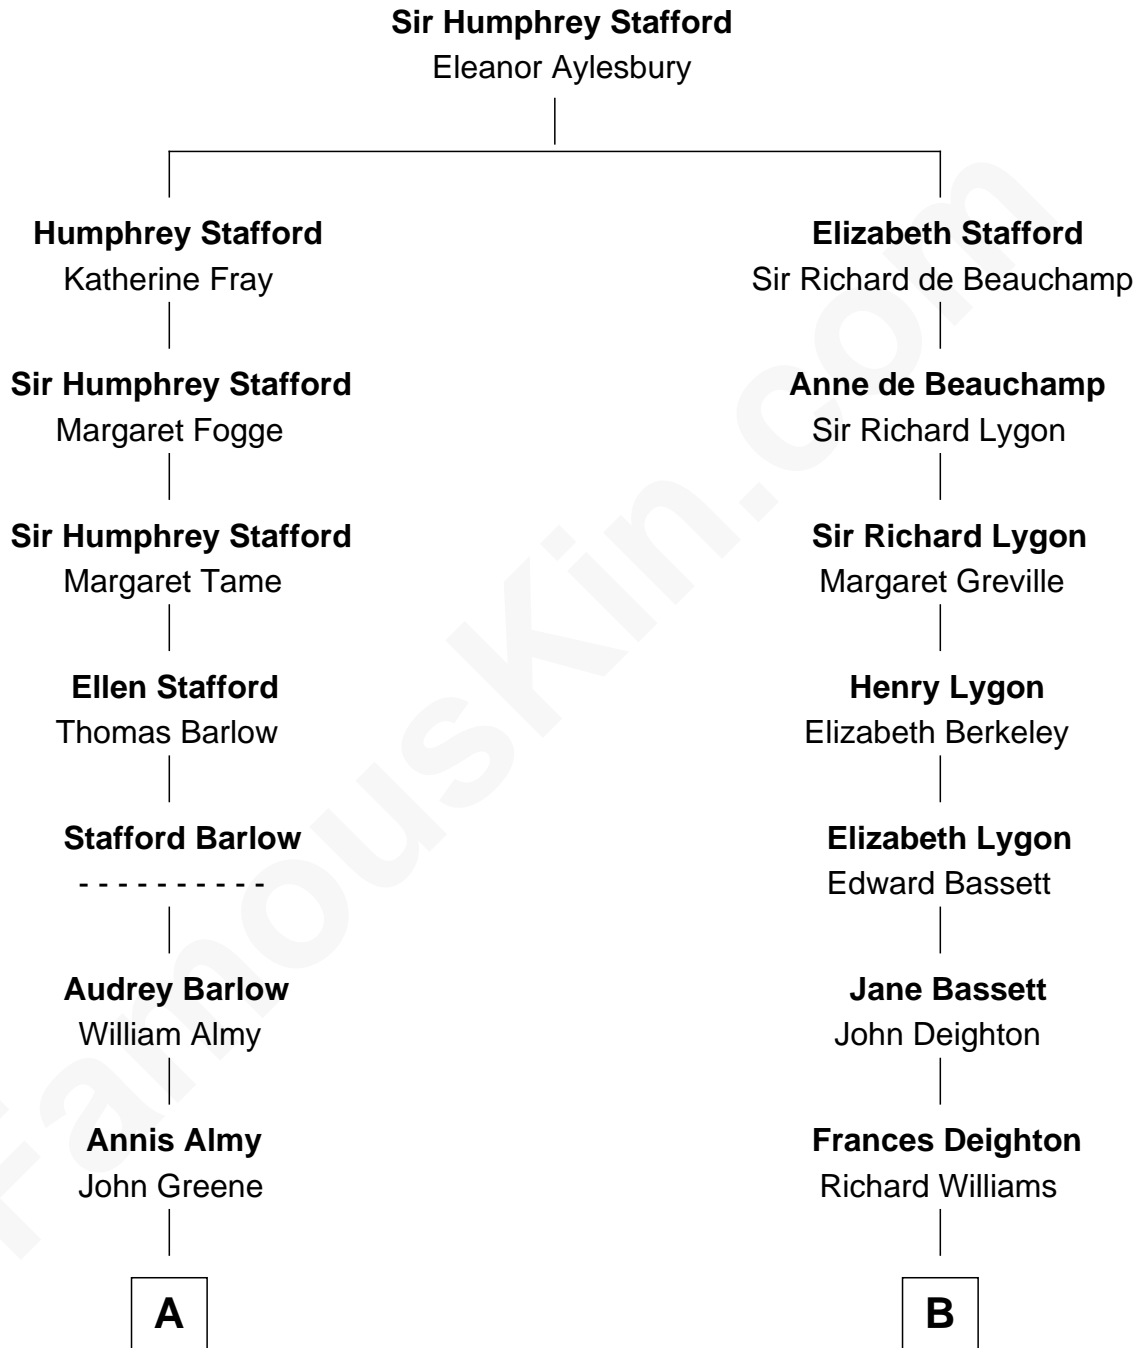 Sir Humphrey Stafford
Eleanor Aylesbury
Humphrey Stafford
Katherine Fray
Elizabeth Stafford
Sir Richard de Beauchamp
Sir Humphrey Stafford
Margaret Fogge
Anne de Beauchamp
Sir Richard Lygon
Sir Humphrey Stafford
Margaret Tame
Sir Richard Lygon
Margaret Greville
Ellen Stafford
Thomas Barlow
Henry Lygon
Elizabeth Berkeley
Stafford Barlow
- - - - - - - - - -
Elizabeth Lygon
Edward Bassett
Audrey Barlow
William Almy
Jane Bassett
John Deighton
Annis Almy
John Greene
Frances Deighton
Richard Williams
A
B
FamousKin.com